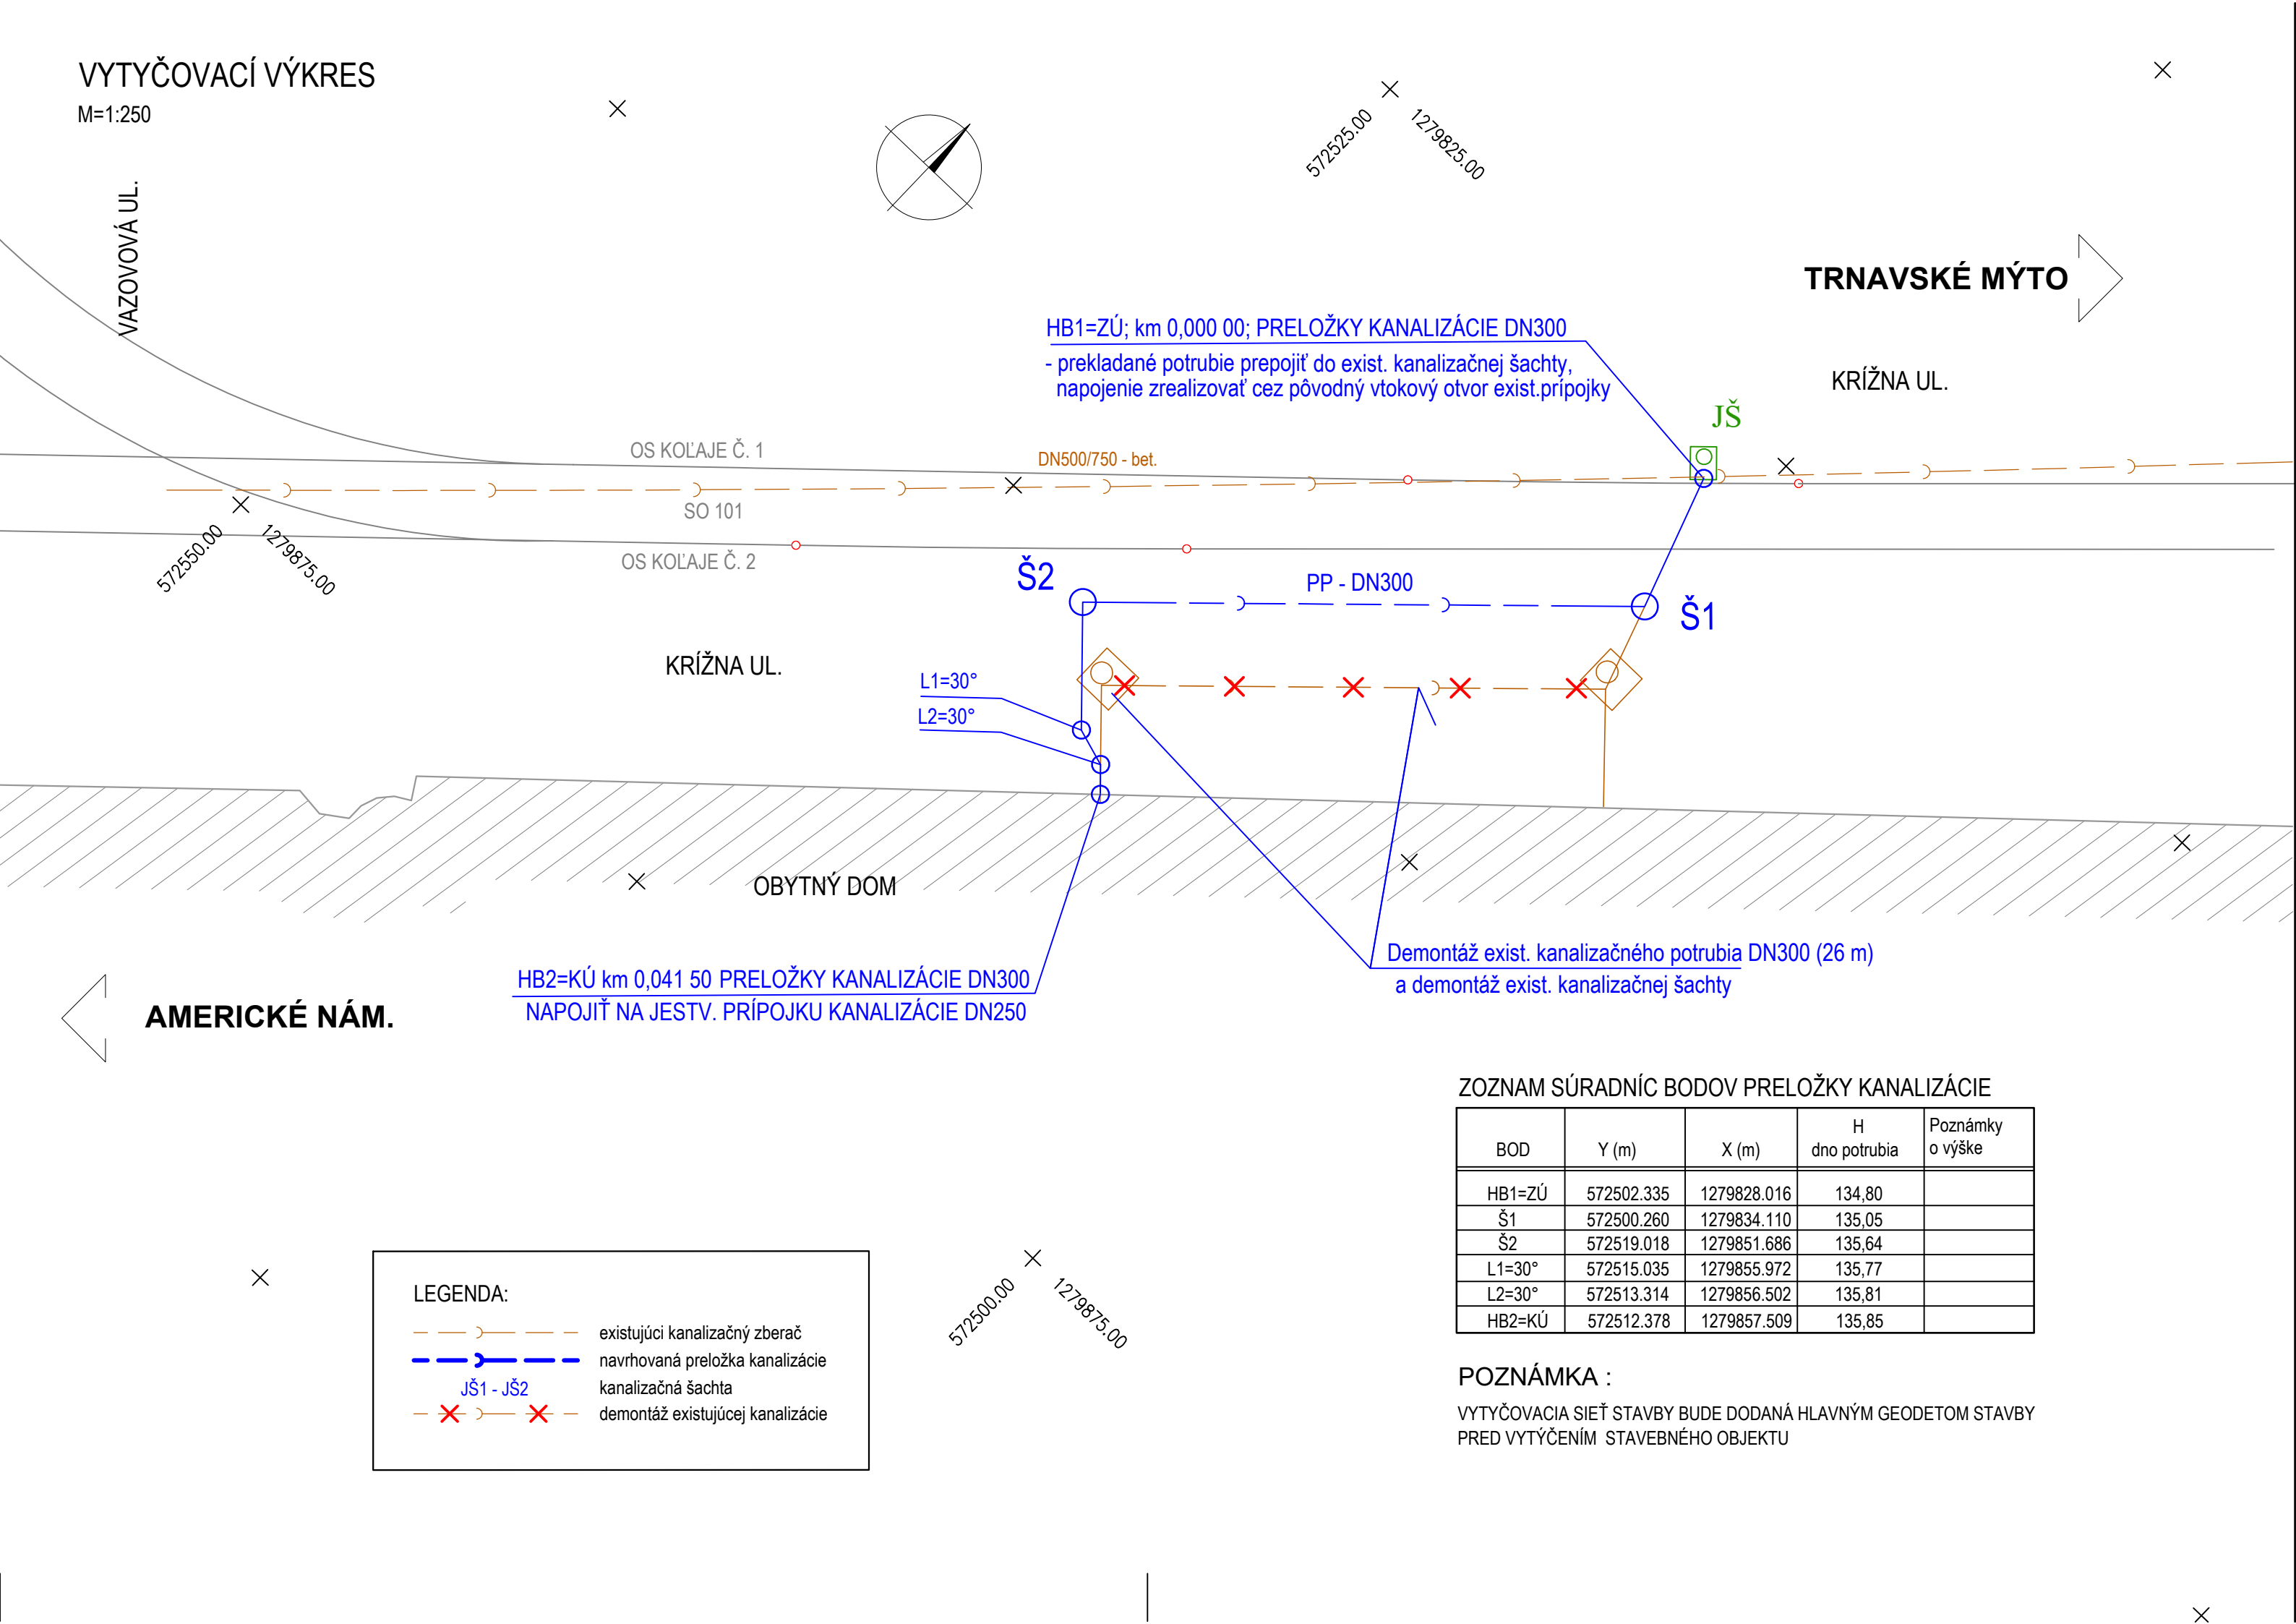 VYTYČOVACÍ VÝKRES
M=1:250
VAZOVOVÁ UL.
572525.00
1279825.00
TRNAVSKÉ MÝTO
HB1=ZÚ; km 0,000 00; PRELOŽKY KANALIZÁCIE DN300
- prekladané potrubie prepojiť do exist. kanalizačnej šachty,
napojenie zrealizovať cez pôvodný vtokový otvor exist.prípojky
KRÍŽNA UL.
JŠ
OS KOĽAJE Č. 1
DN500/750 - bet.
SO 101
572550.00
1279875.00
OS KOĽAJE Č. 2
Š2
PP - DN300
Š1
KRÍŽNA UL.
L1=30°
L2=30°
OBYTNÝ DOM
Demontáž exist. kanalizačného potrubia DN300 (26 m)
a demontáž exist. kanalizačnej šachty
HB2=KÚ km 0,041 50 PRELOŽKY KANALIZÁCIE DN300
NAPOJIŤ NA JESTV. PRÍPOJKU KANALIZÁCIE DN250
AMERICKÉ NÁM.
ZOZNAM SÚRADNÍC BODOV PRELOŽKY KANALIZÁCIE
BOD Y (m) X (m) H dno potrubia Poznámky o výške
HB1=ZÚ 572502.335 1279828.016 134,80
Š1 572500.260 1279834.110 135,05
Š2 572519.018 1279851.686 135,64
L1=30° 572515.035 1279855.972 135,77
L2=30° 572513.314 1279856.502 135,81
HB2=KÚ 572512.378 1279857.509 135,85
572500.00
1279875.00
LEGENDA:
existujúci kanalizačný zberač
navrhovaná preložka kanalizácie
JŠ1 - JŠ2 kanalizačná šachta
demontáž existujúcej kanalizácie
POZNÁMKA :
VYTYČOVACIA SIEŤ STAVBY BUDE DODANÁ HLAVNÝM GEODETOM STAVBY
PRED VYTÝČENÍM STAVEBNÉHO OBJEKTU